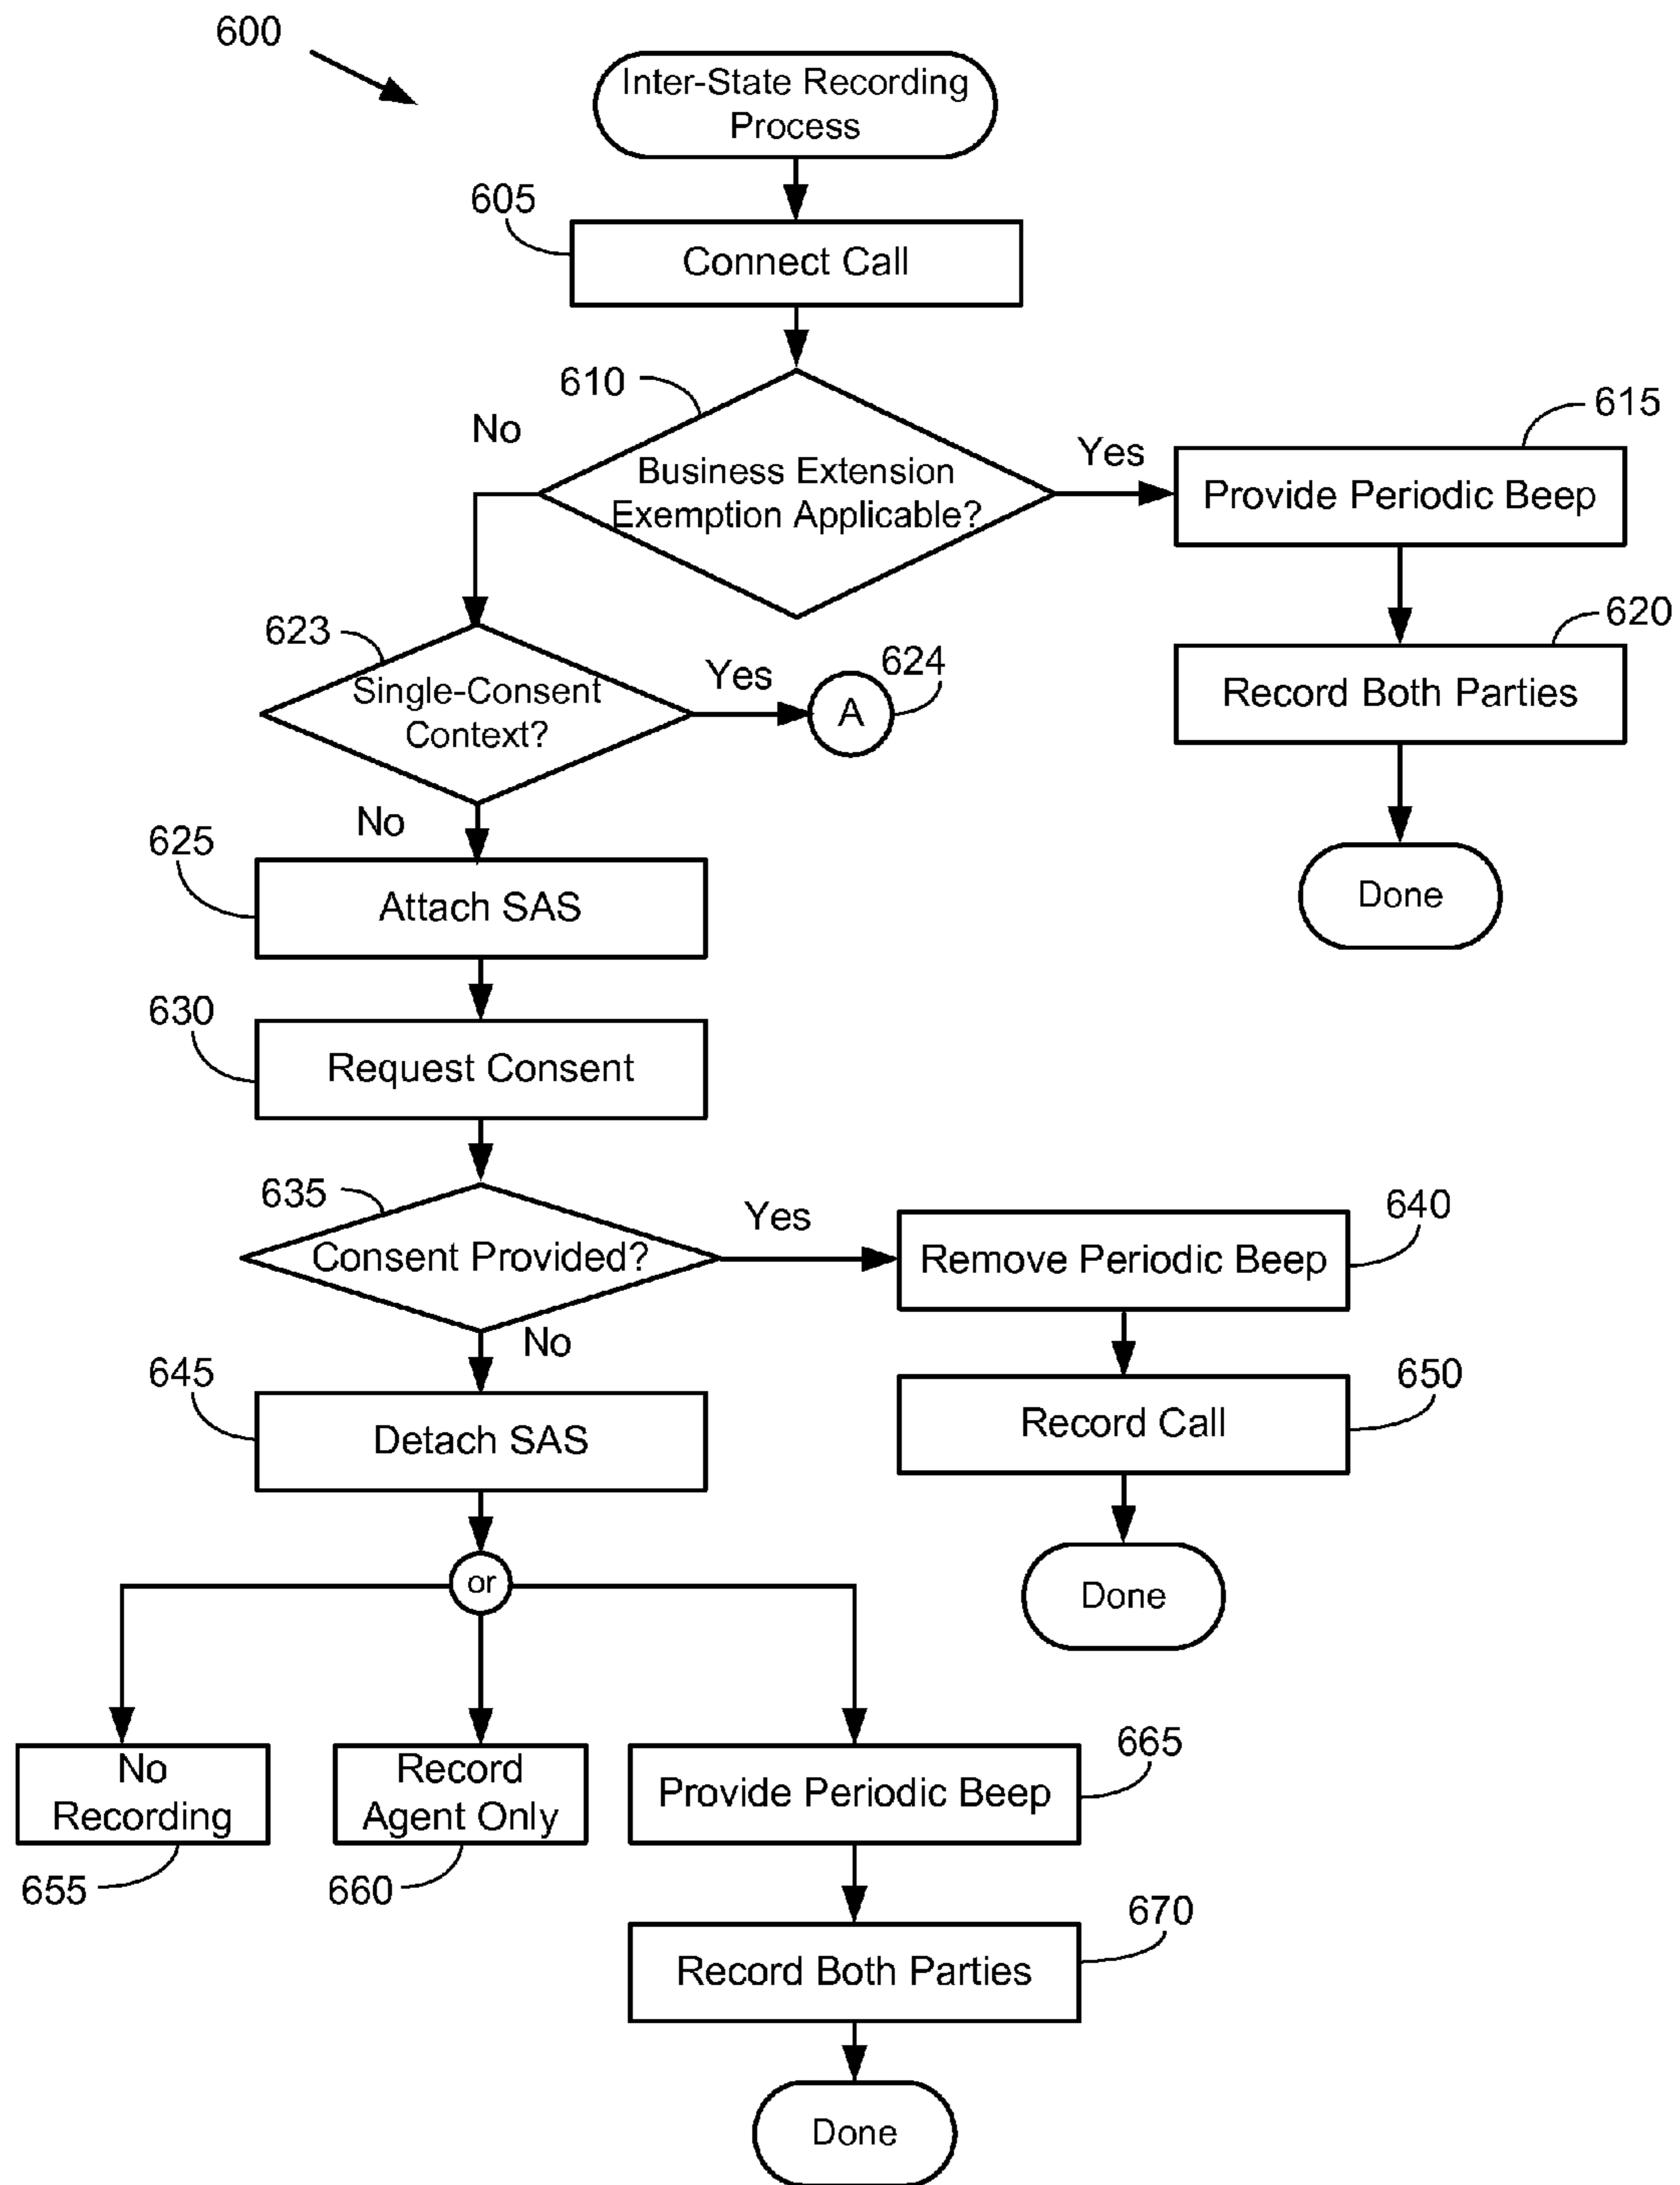 600
Inter-State Recording
Process
605
Connect Call
610
No
Business Extension
Exemption Applicable?
Yes
615
Provide Periodic Beep
620
Record Both Parties
Done
623
Single-Consent
Context?
Yes
624
A
No
625
Attach SAS
630
Request Consent
635
Consent Provided?
Yes
640
Remove Periodic Beep
650
Record Call
Done
No
645
Detach SAS
or
No
Recording
655
Record
Agent Only
660
665
Provide Periodic Beep
670
Record Both Parties
Done